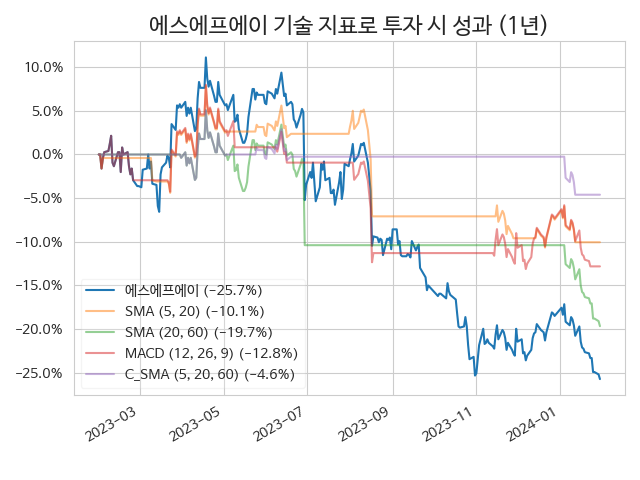 에스에프에이 기술 지표로 투자 시 성과 (1년)
10.0%
5.0%
0.0%
−5.0%
−10.0%
−15.0%
−20.0%
−25.0%
에스에프에이 (−25.7%)
SMA (5, 20) (−10.1%)
SMA (20, 60) (−19.7%)
MACD (12, 26, 9) (−12.8%)
C_SMA (5, 20, 60) (−4.6%)
2023−03
2023−05
2023−07
2023−09
2023−11
2024−01